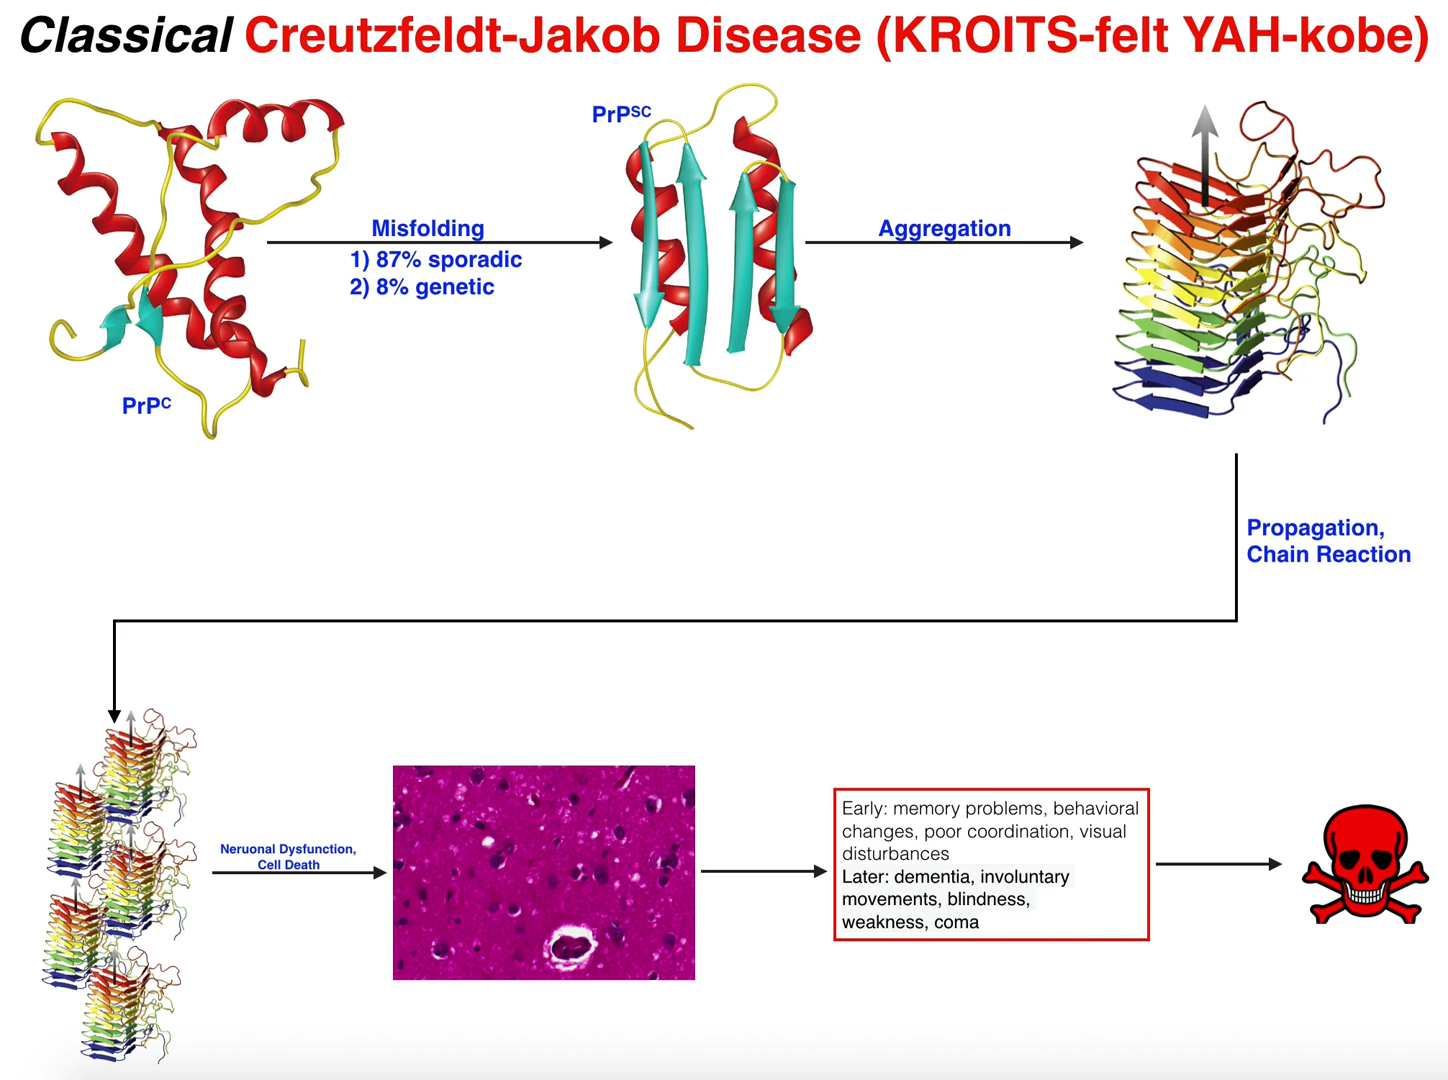 Classical Creutzfeldt-Jakob Disease (KROITS-felt YAH-kobe)
PrPSC
Misfolding
1) 87% sporadic
2) 8% genetic
Aggregation
PrPC
Propagation,
Chain Reaction
Neruonal Dysfunction,
Cell Death
Early: memory problems, behavioral
changes, poor coordination, visual
disturbances
Later: dementia, involuntary
movements, blindness,
weakness, coma